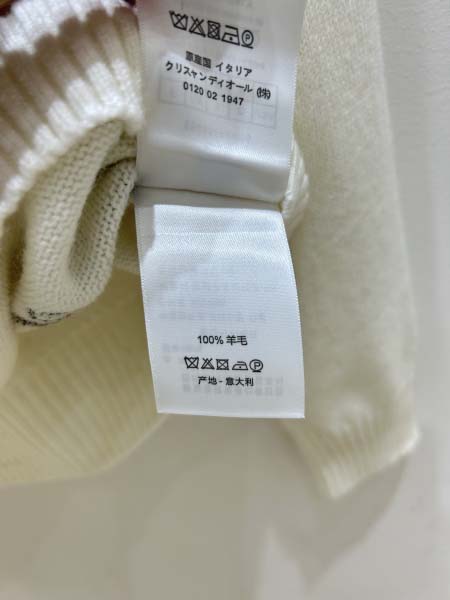 原産国 イタリア
クリスチャンディオール ㈱
0120 02 1947
100% 羊毛
产地 - 意大利